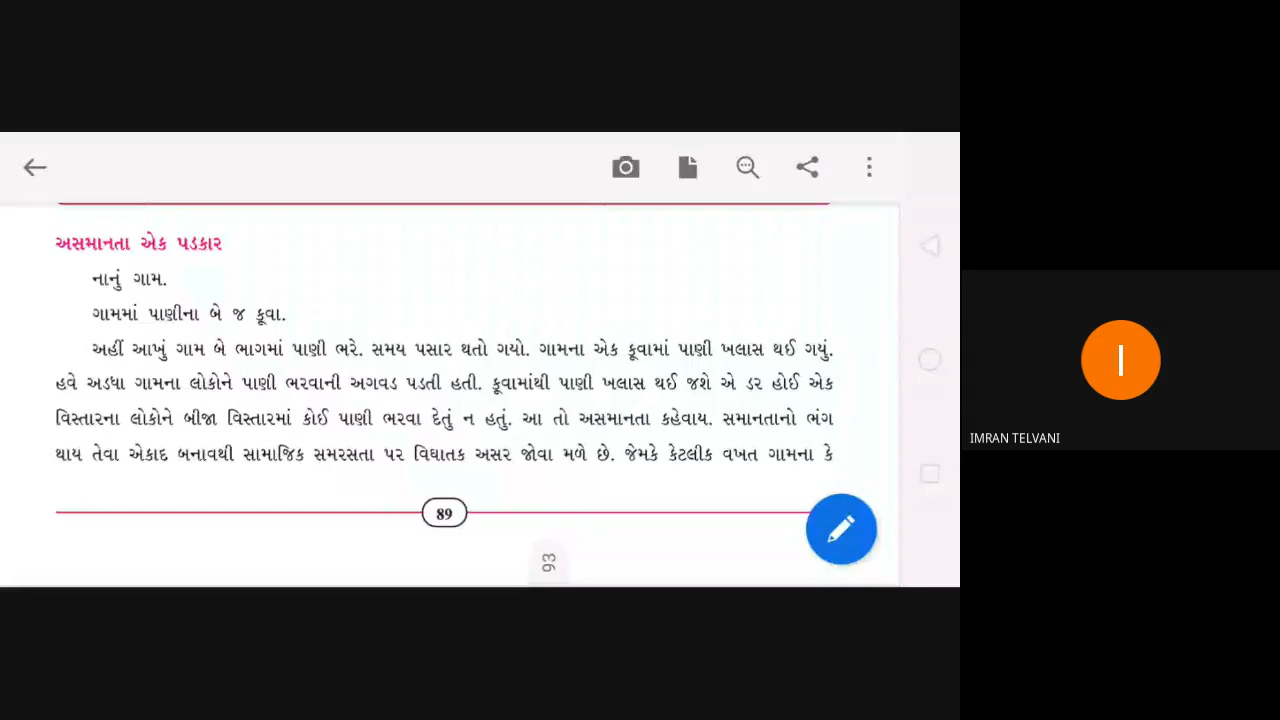 અસમાનતા એક પડકાર
નાનું ગામ.
ગામમાં પાણીના બે જ કૂવા.
અહીં આખું ગામ બે ભાગમાં પાણી ભરે. સમય પસાર થતો ગયો. ગામના એક કૂવામાં પાણી ખલાસ થઈ ગયું.
હવે અડધા ગામના લોકોને પાણી ભરવાની અગવડ પડતી હતી. કૂવામાંથી પાણી ખલાસ થઈ જશે એ ડર હોઈ એક
વિસ્તારના લોકોને બીજા વિસ્તારમાં કોઈ પાણી ભરવા દેતું ન હતું. આ તો અસમાનતા કહેવાય. સમાનતાનો ભંગ
થાય તેવા એકાદ બનાવથી સામાજિક સમરસતા પર વિઘાતક અસર જોવા મળે છે. જેમકે કેટલીક વખત ગામના કે
89
93
I
IMRAN TELVANI